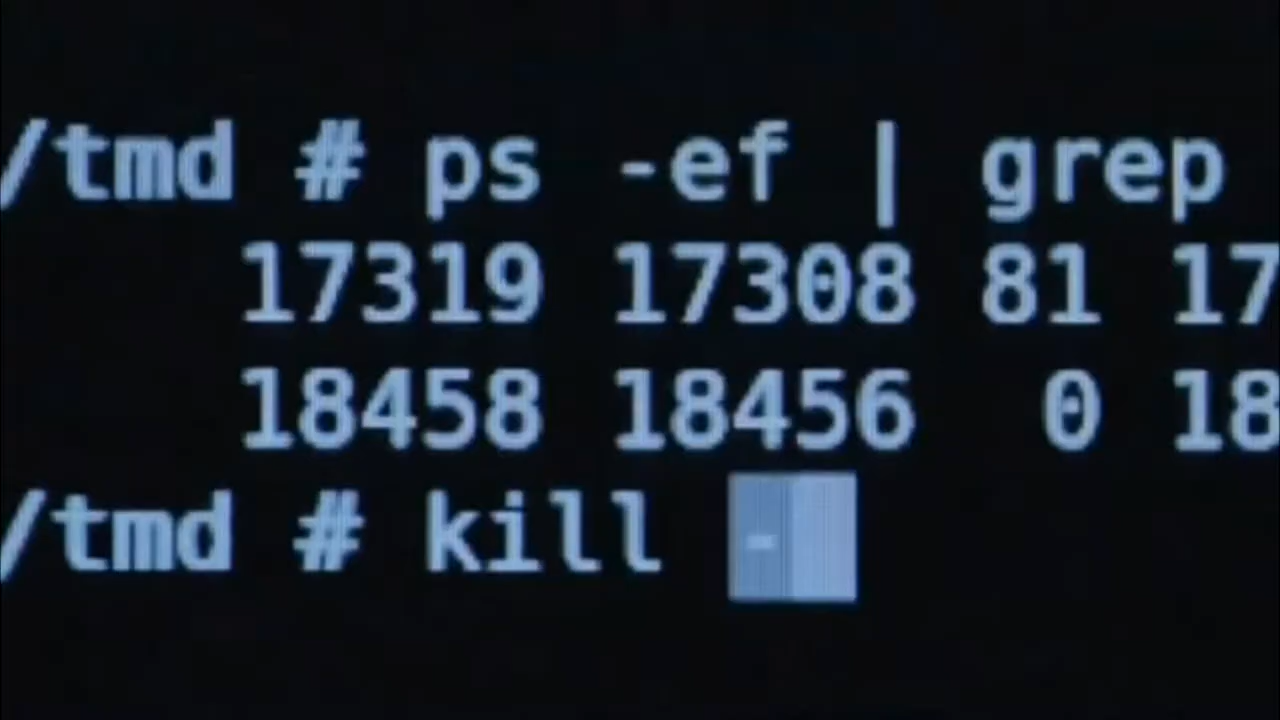 /tmd # ps -ef | grep
17319 17308 81 17
18458 18456 0 18
/tmd # kill -